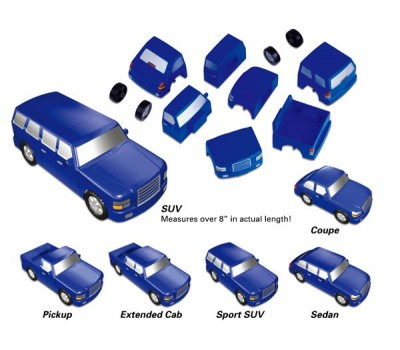 SUV
Measures over 8" in actual length!
Coupe
Pickup
Extended Cab
Sport SUV
Sedan